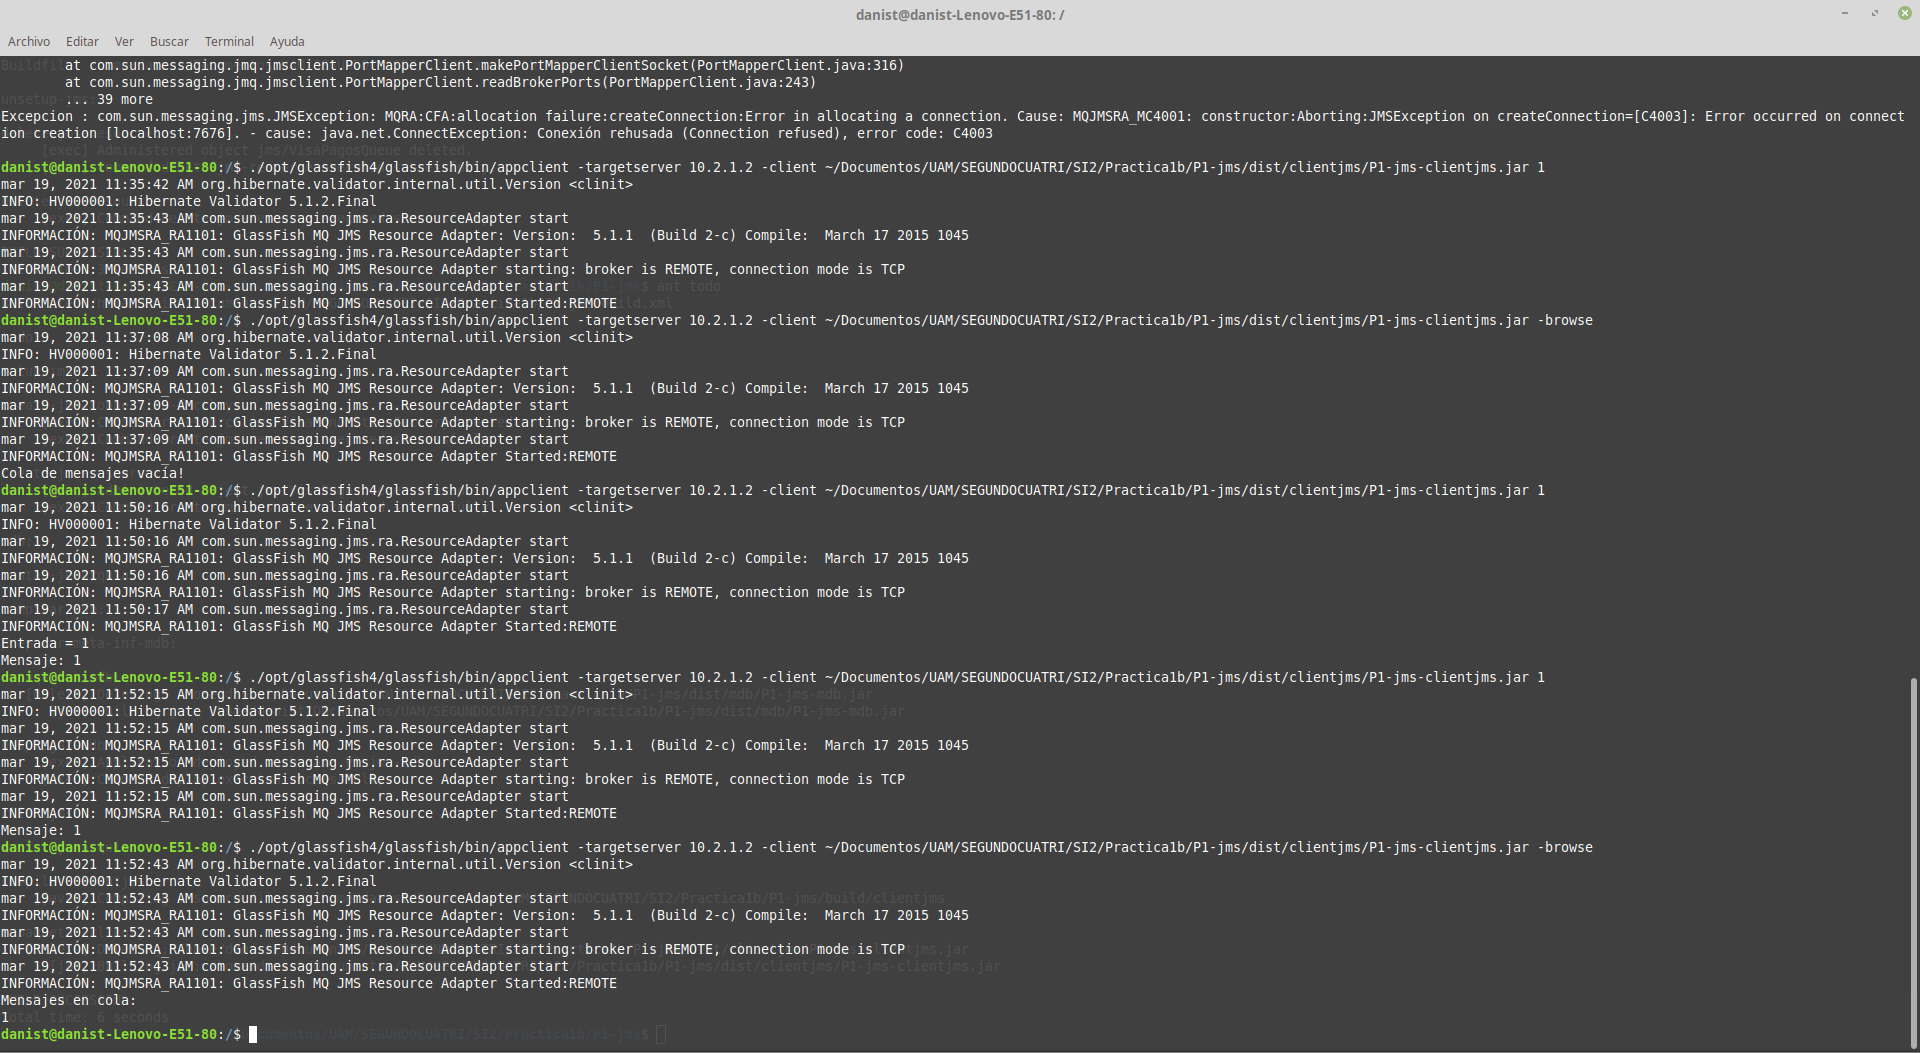 danist@danist-Lenovo-E51-80: /
Archivo Editar Ver Buscar Terminal Ayuda
at com.sun.messaging.jmq.jmsclient.PortMapperClient.makePortMapperClientSocket(PortMapperClient.java:316)
at com.sun.messaging.jmq.jmsclient.PortMapperClient.readBrokerPorts(PortMapperClient.java:243)
... 39 more
Excepcion : com.sun.messaging.jms.JMSException: MQRA:CFA:allocation failure:createConnection:Error in allocating a connection. Cause: MQJMSRA_MC4001: constructor:Aborting:JMSException on createConnection=[C4003]: Error occurred on connect
ion creation [localhost:7676]. - cause: java.net.ConnectException: Conexión rehusada (Connection refused), error code: C4003
[exec] Administered object jms/VisaPagosQueue deleted.
danist@danist-Lenovo-E51-80:/$ ./opt/glassfish4/glassfish/bin/appclient -targetserver 10.2.1.2 -client ~/Documentos/UAM/SEGUNDOCUATRI/SI2/Practica1b/P1-jms/dist/clientjms/P1-jms-clientjms.jar 1
mar 19, 2021 11:35:42 AM org.hibernate.validator.internal.util.Version <clinit>
INFO: HV000001: Hibernate Validator 5.1.2.Final
mar 19, 2021 11:35:43 AM com.sun.messaging.jms.ra.ResourceAdapter start
INFORMACIÓN: MQJMSRA_RA1101: GlassFish MQ JMS Resource Adapter: Version:  5.1.1  (Build 2-c) Compile:  March 17 2015 1045
mar 19, 2021 11:35:43 AM com.sun.messaging.jms.ra.ResourceAdapter start
INFORMACIÓN: MQJMSRA_RA1101: GlassFish MQ JMS Resource Adapter starting: broker is REMOTE, connection mode is TCP
mar 19, 2021 11:35:43 AM com.sun.messaging.jms.ra.ResourceAdapter start
INFORMACIÓN: MQJMSRA_RA1101: GlassFish MQ JMS Resource Adapter Started:REMOTE
danist@danist-Lenovo-E51-80:/$ ./opt/glassfish4/glassfish/bin/appclient -targetserver 10.2.1.2 -client ~/Documentos/UAM/SEGUNDOCUATRI/SI2/Practica1b/P1-jms/dist/clientjms/P1-jms-clientjms.jar -browse
mar 19, 2021 11:37:08 AM org.hibernate.validator.internal.util.Version <clinit>
INFO: HV000001: Hibernate Validator 5.1.2.Final
mar 19, 2021 11:37:09 AM com.sun.messaging.jms.ra.ResourceAdapter start
INFORMACIÓN: MQJMSRA_RA1101: GlassFish MQ JMS Resource Adapter: Version:  5.1.1  (Build 2-c) Compile:  March 17 2015 1045
mar 19, 2021 11:37:09 AM com.sun.messaging.jms.ra.ResourceAdapter start
INFORMACIÓN: MQJMSRA_RA1101: GlassFish MQ JMS Resource Adapter starting: broker is REMOTE, connection mode is TCP
mar 19, 2021 11:37:09 AM com.sun.messaging.jms.ra.ResourceAdapter start
INFORMACIÓN: MQJMSRA_RA1101: GlassFish MQ JMS Resource Adapter Started:REMOTE
Cola de mensajes vacía!
danist@danist-Lenovo-E51-80:/$ ./opt/glassfish4/glassfish/bin/appclient -targetserver 10.2.1.2 -client ~/Documentos/UAM/SEGUNDOCUATRI/SI2/Practica1b/P1-jms/dist/clientjms/P1-jms-clientjms.jar 1
mar 19, 2021 11:50:16 AM org.hibernate.validator.internal.util.Version <clinit>
INFO: HV000001: Hibernate Validator 5.1.2.Final
mar 19, 2021 11:50:16 AM com.sun.messaging.jms.ra.ResourceAdapter start
INFORMACIÓN: MQJMSRA_RA1101: GlassFish MQ JMS Resource Adapter: Version:  5.1.1  (Build 2-c) Compile:  March 17 2015 1045
mar 19, 2021 11:50:16 AM com.sun.messaging.jms.ra.ResourceAdapter start
INFORMACIÓN: MQJMSRA_RA1101: GlassFish MQ JMS Resource Adapter starting: broker is REMOTE, connection mode is TCP
mar 19, 2021 11:50:17 AM com.sun.messaging.jms.ra.ResourceAdapter start
INFORMACIÓN: MQJMSRA_RA1101: GlassFish MQ JMS Resource Adapter Started:REMOTE
Entrada = 1
Mensaje: 1
danist@danist-Lenovo-E51-80:/$ ./opt/glassfish4/glassfish/bin/appclient -targetserver 10.2.1.2 -client ~/Documentos/UAM/SEGUNDOCUATRI/SI2/Practica1b/P1-jms/dist/clientjms/P1-jms-clientjms.jar 1
mar 19, 2021 11:52:15 AM org.hibernate.validator.internal.util.Version <clinit>
INFO: HV000001: Hibernate Validator 5.1.2.Final
mar 19, 2021 11:52:15 AM com.sun.messaging.jms.ra.ResourceAdapter start
INFORMACIÓN: MQJMSRA_RA1101: GlassFish MQ JMS Resource Adapter: Version:  5.1.1  (Build 2-c) Compile:  March 17 2015 1045
mar 19, 2021 11:52:15 AM com.sun.messaging.jms.ra.ResourceAdapter start
INFORMACIÓN: MQJMSRA_RA1101: GlassFish MQ JMS Resource Adapter starting: broker is REMOTE, connection mode is TCP
mar 19, 2021 11:52:15 AM com.sun.messaging.jms.ra.ResourceAdapter start
INFORMACIÓN: MQJMSRA_RA1101: GlassFish MQ JMS Resource Adapter Started:REMOTE
Mensaje: 1
danist@danist-Lenovo-E51-80:/$ ./opt/glassfish4/glassfish/bin/appclient -targetserver 10.2.1.2 -client ~/Documentos/UAM/SEGUNDOCUATRI/SI2/Practica1b/P1-jms/dist/clientjms/P1-jms-clientjms.jar -browse
mar 19, 2021 11:52:43 AM org.hibernate.validator.internal.util.Version <clinit>
INFO: HV000001: Hibernate Validator 5.1.2.Final
mar 19, 2021 11:52:43 AM com.sun.messaging.jms.ra.ResourceAdapter start
INFORMACIÓN: MQJMSRA_RA1101: GlassFish MQ JMS Resource Adapter: Version:  5.1.1  (Build 2-c) Compile:  March 17 2015 1045
mar 19, 2021 11:52:43 AM com.sun.messaging.jms.ra.ResourceAdapter start
INFORMACIÓN: MQJMSRA_RA1101: GlassFish MQ JMS Resource Adapter starting: broker is REMOTE, connection mode is TCP
mar 19, 2021 11:52:43 AM com.sun.messaging.jms.ra.ResourceAdapter start
INFORMACIÓN: MQJMSRA_RA1101: GlassFish MQ JMS Resource Adapter Started:REMOTE
Mensajes en cola:
1
danist@danist-Lenovo-E51-80:/$